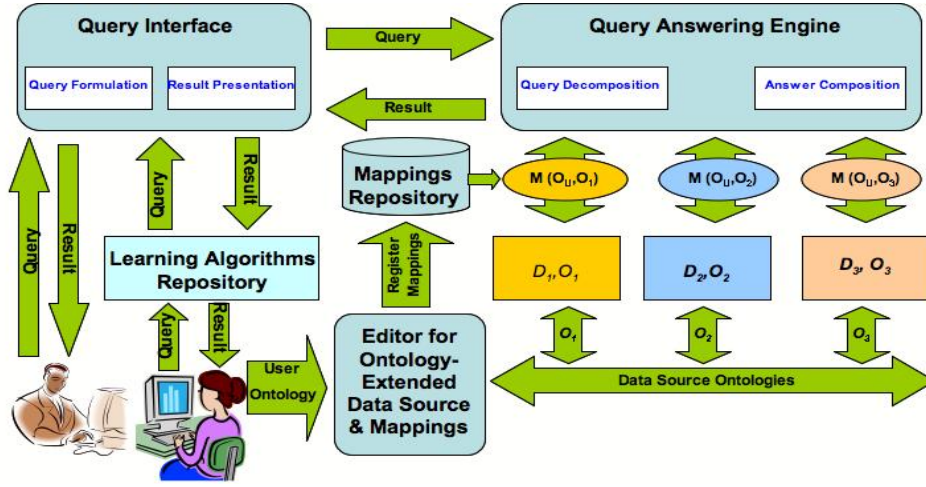 Query Interface
Query Formulation
Result Presentation
Query
Result
Query Answering Engine
Query Decomposition
Answer Composition
Query
Result
Query
Result
Mappings
Repository
M (OU,O1)
M (OU,O2)
M (OU,O3)
Learning Algorithms
Repository
Register
Mappings
D1,O1
D2,O2
D3, O3
Query
Result
User
Ontology
Editor for
Ontology-
Extended
Data Source
& Mappings
O1
O2
O3
Data Source Ontologies